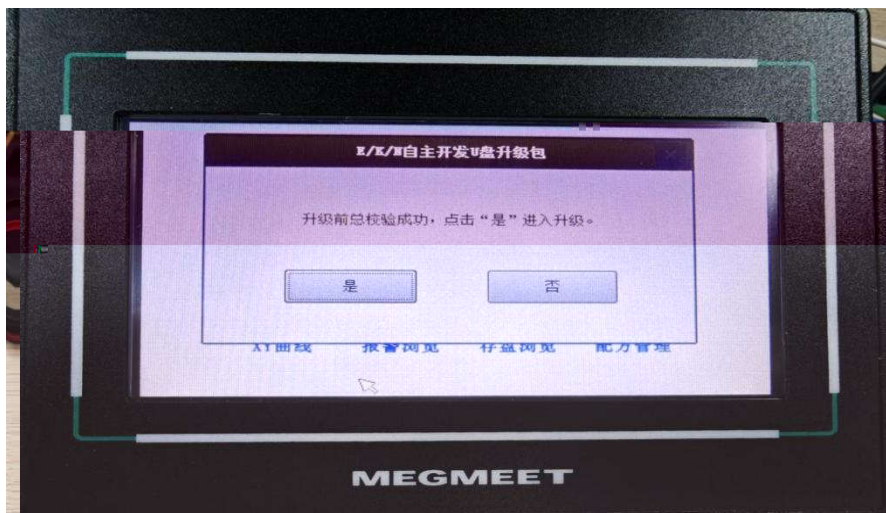 E/K/H自主开发U盘升级包
升级前总校验成功，点击“是”进入升级。
是
否
XY曲线 报警浏览 存盘浏览 配方管理
MEGMEET